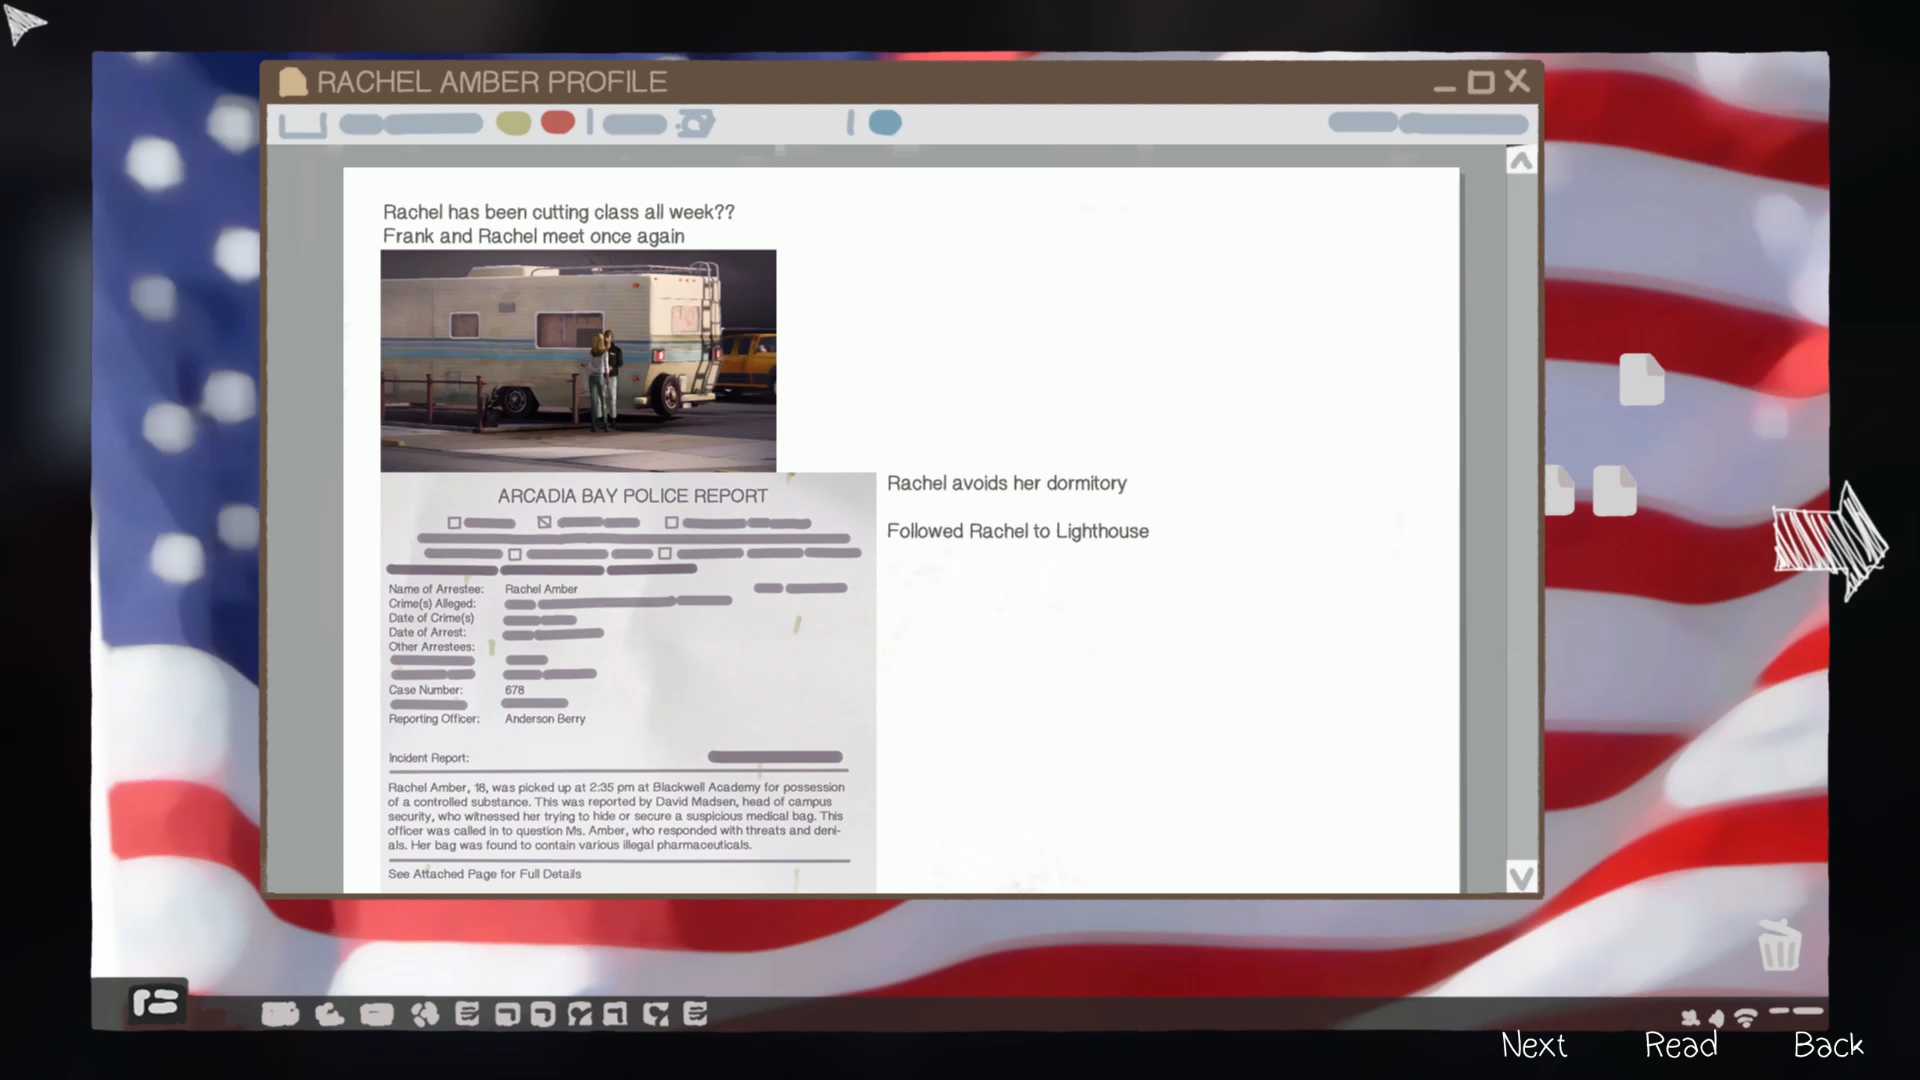 RACHEL AMBER PROFILE
Rachel has been cutting class all week??
Frank and Rachel meet once again
Rachel avoids her dormitory
Followed Rachel to Lighthouse
ARCADIA BAY POLICE REPORT
Name of Arrestee: Rachel Amber
Crime(s) Alleged:
Date of Crime(s)
Date of Arrest:
Other Arrestees:
Case Number: 678
Reporting Officer: Anderson Berry
Incident Report:
Rachel Amber, 18, was picked up at 2:35 pm at Blackwell Academy for possession
of a controlled substance. This was reported by David Madsen, head of campus
security, who witnessed her trying to hide or secure a suspicious medical bag. This
officer was called in to question Ms. Amber, who responded with threats and deni-
als. Her bag was found to contain various illegal pharmaceuticals.
See Attached Page for Full Details
Next Read Back